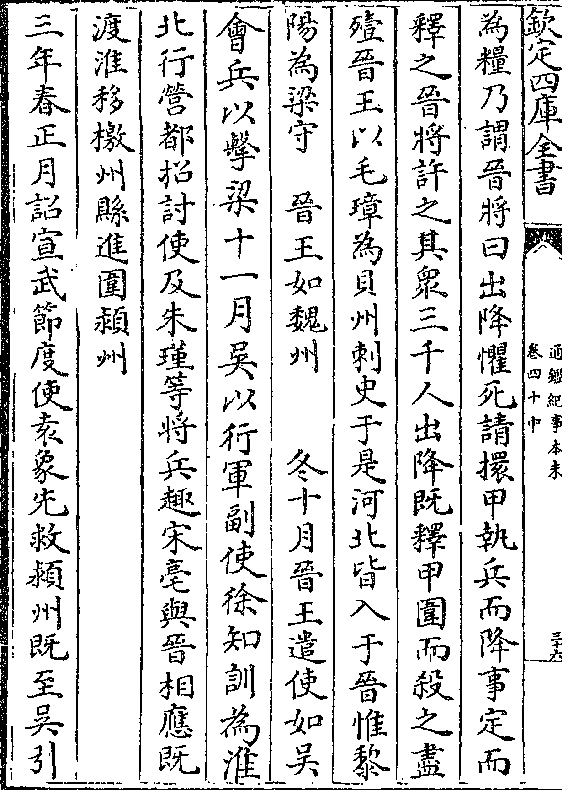 欽定四庫全書
通鑑紀事本末
卷四十中
三十六
為糧乃謂晉將曰出降懼死請擐甲執兵而降事定而
釋之晉將許之其衆三千人出降既釋甲圍而殺之盡
殪晉王以毛璋為貝州刺史于是河北皆入于晉惟黎
陽為梁守　晉王如魏州　冬十月晉王遣使如吳
會兵以擊梁十一月吳以行軍副使徐知訓為淮
北行營都招討使及朱瑾等將兵趣宋亳與晉相應既
渡淮移檄州縣進圍潁州
三年春正月詔宣武節度使袁象先救潁州既至吳引